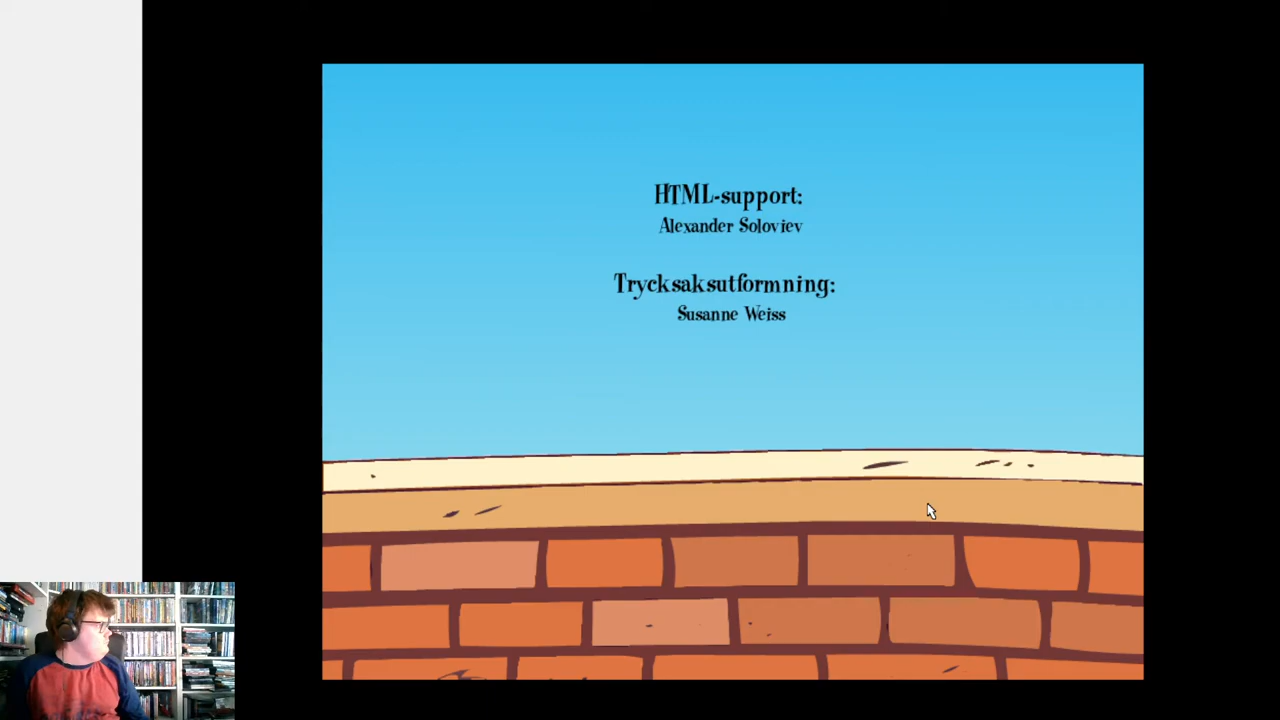 HTML-support:
Alexander Soloviev
Trycksaksutformning:
Susanne Weiss